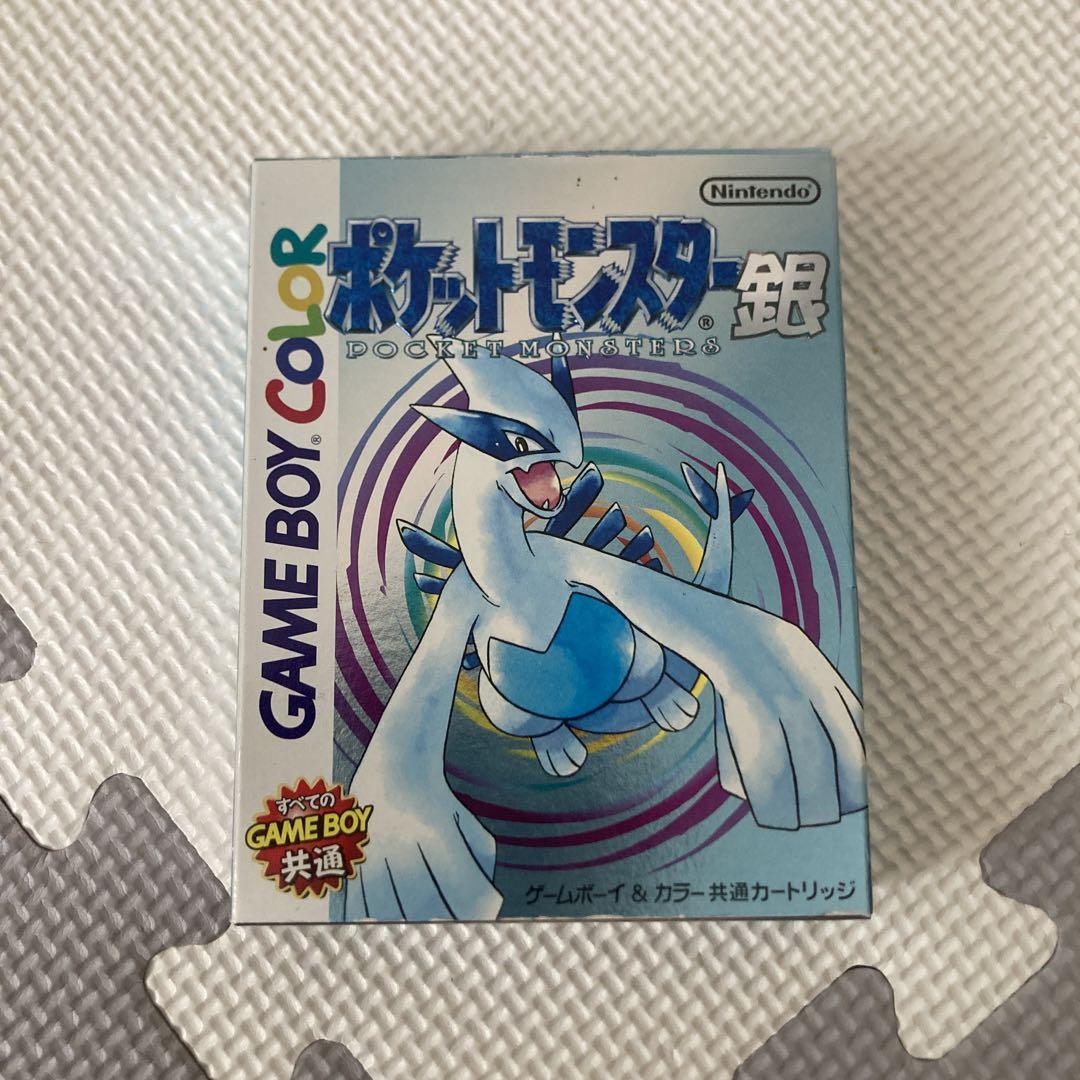 Nintendo
ポケットモンスター銀
POCKET MONSTERS
GAME BOY COLOR
すべての
GAME BOY
共通
ゲームボーイ & カラー共通カートリッジ